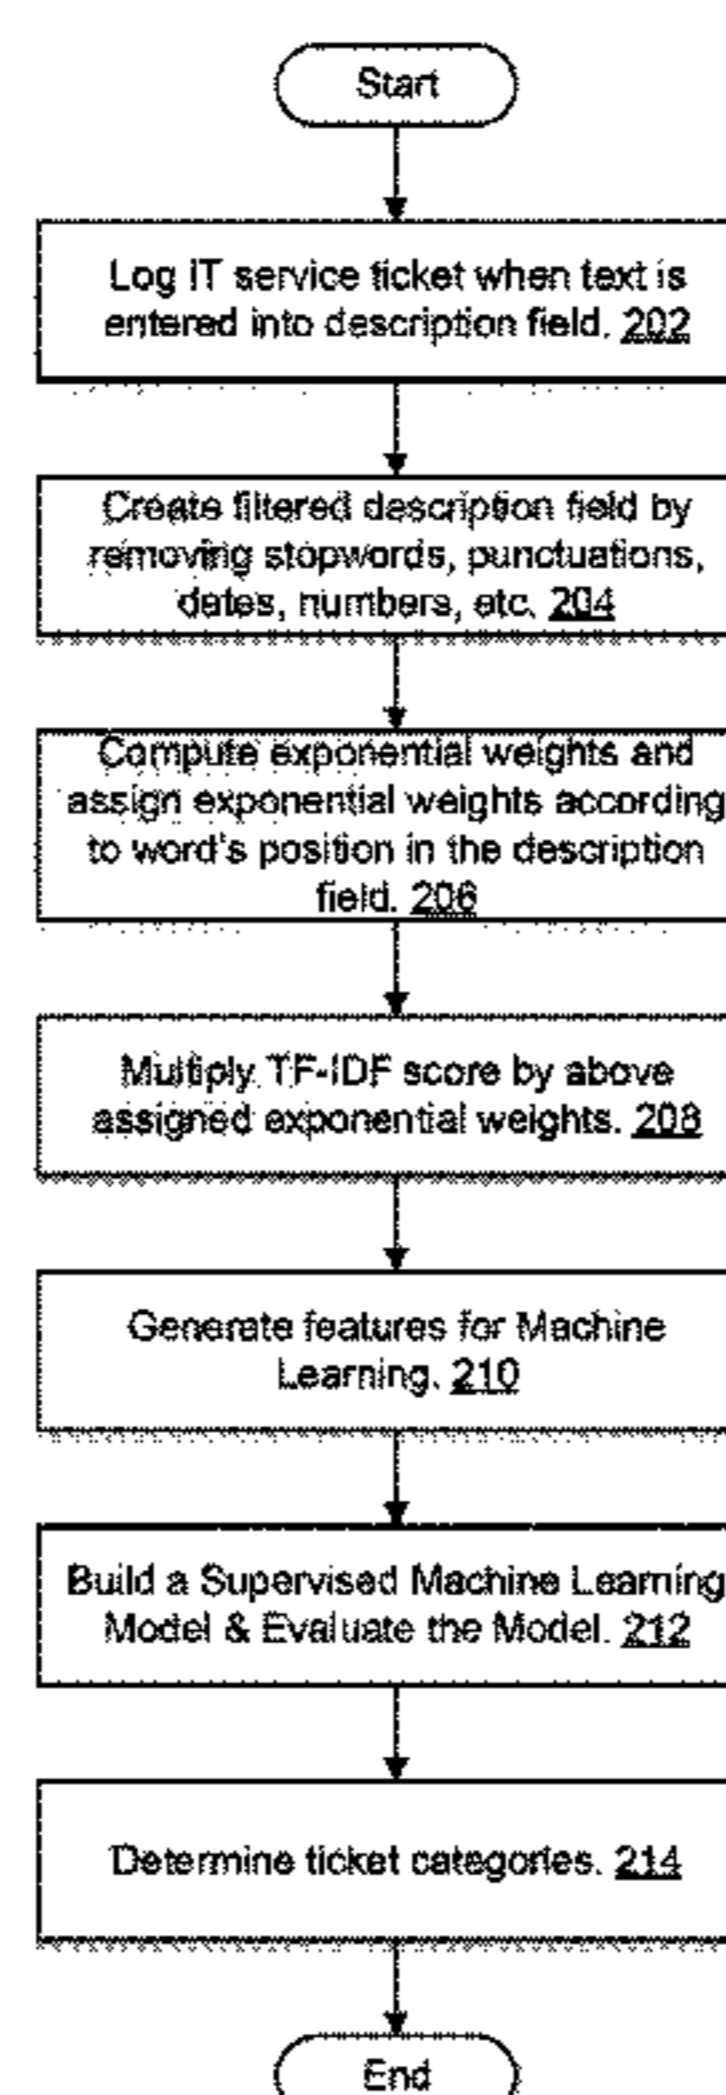 Start
Log IT service ticket when text is
entered into description field. 202
Create filtered description field by
removing stopwords, punctuations,
dates, numbers, etc. 204
Compute exponential weights and
assign exponential weights according
to word's position in the description
field. 206
Multiply TF-IDF score by above
assigned exponential weights. 208
Generate features for Machine
Learning. 210
Build a Supervised Machine Learning
Model & Evaluate the Model. 212
Determine ticket categories. 214
End